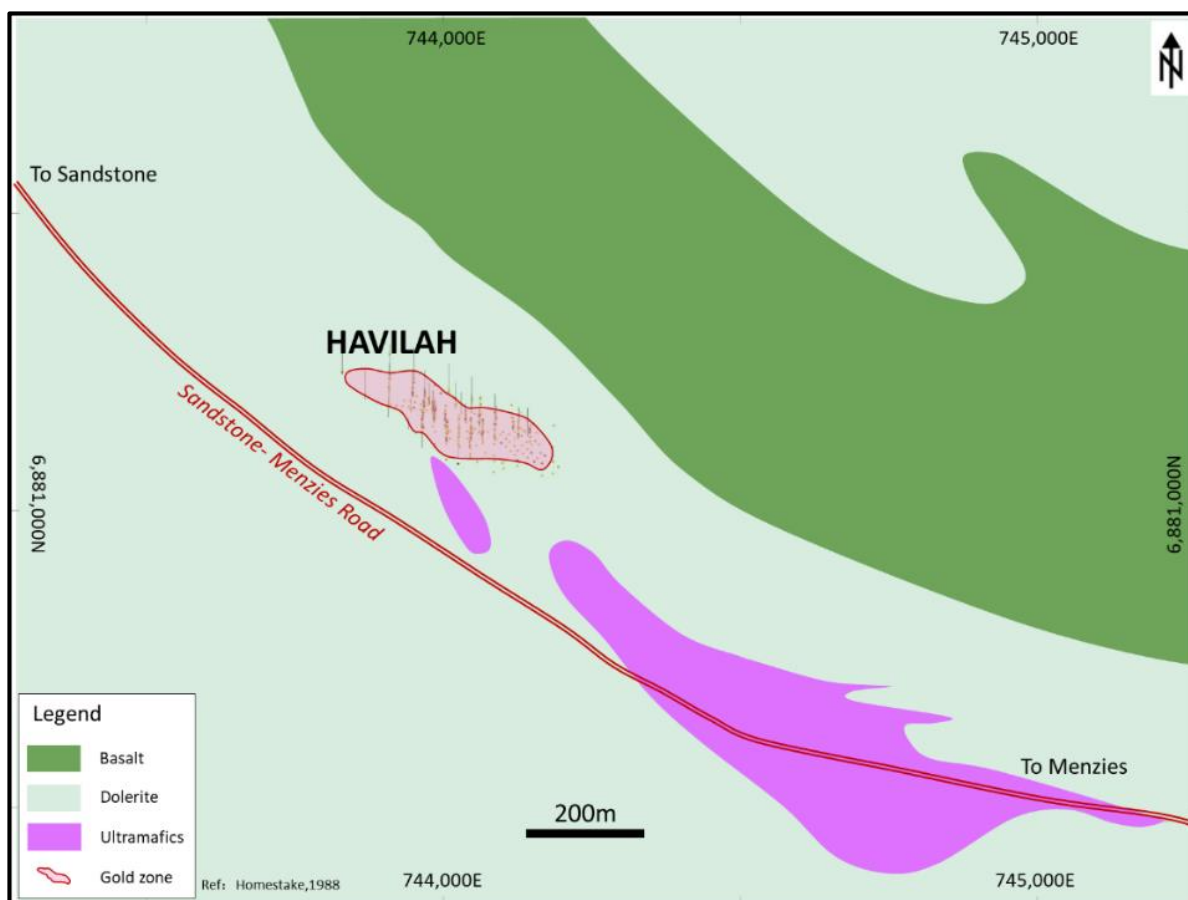 744,000E
745,000E
N
To Sandstone
HAVILAH
Sandstone- Menzies Road
6,881,000N
6,881,000N
To Menzies
200m
Legend
Basalt
Dolerite
Ultramafics
Gold zone
Ref: Homestake,1988
744,000E
745,000E